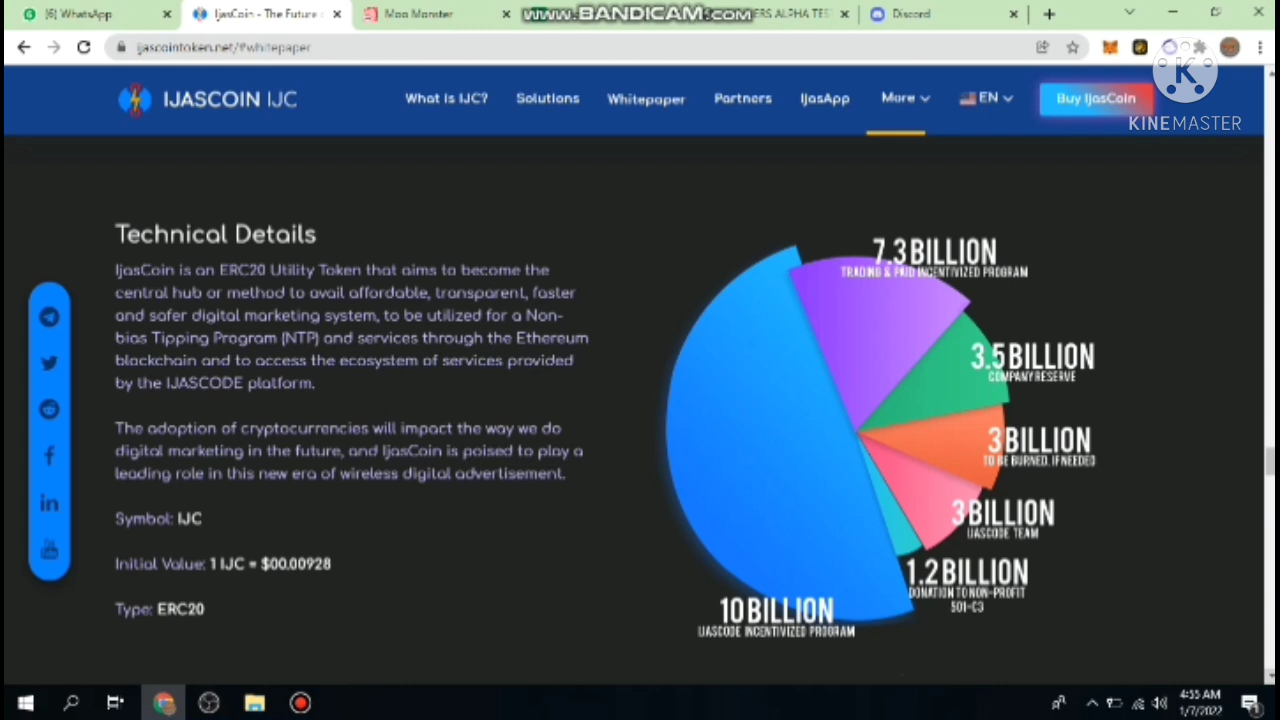 (6) WhatsApp
IjasCoin - The Future
Moo Monster
ERS ALPHA TES
Discord
www.BANDICAM.com
ijascointoken.net/#whitepaper
K
KINEMASTER
IJASCOIN IJC
What is IJC?
Solutions
Whitepaper
Partners
IjasApp
More
EN
Buy IjasCoin
Technical Details
IjasCoin is an ERC20 Utility Token that aims to become the
central hub or method to avail affordable, transparent, faster
and safer digital marketing system, to be utilized for a Non-
bias Tipping Program (NTP) and services through the Ethereum
blockchain and to access the ecosystem of services provided
by the IJASCODE platform.
The adoption of cryptocurrencies will impact the way we do
digital marketing in the future, and IjasCoin is poised to play a
leading role in this new era of wireless digital advertisement.
Symbol: IJC
Initial Value: 1 IJC = $00.00928
Type: ERC20
7.3 BILLION
TRADING & PAID INCENTIVIZED PROGRAM
3.5 BILLION
COMPANY RESERVE
3 BILLION
TO BE BURNED, IF NEEDED
3 BILLION
IJASCODE TEAM
1.2 BILLION
DONATION TO NON-PROFIT
501-C3
10 BILLION
IJASCODE INCENTIVIZED PROGRAM
4:55 AM
1/7/2022